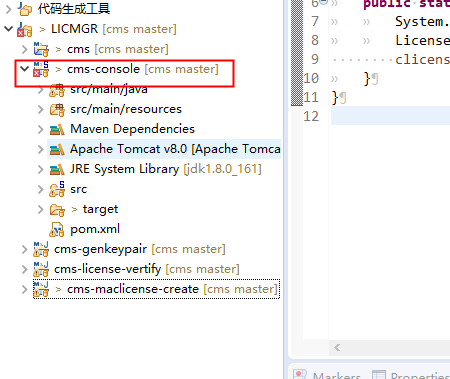 代码生成工具
> LICMGR [cms master]
> cms [cms master]
> cms-console [cms master]
src/main/java
src/main/resources
Maven Dependencies
Apache Tomcat v8.0 [Apache Tomca
JRE System Library [jdk1.8.0_161]
src
> target
pom.xml
cms-genkeypair [cms master]
cms-license-vertify [cms master]
> cms-maclicense-create [cms master]
6 public stat
7 System.
8 License
9 clicens
10 }¶
11 }¶
12
Markers Properties